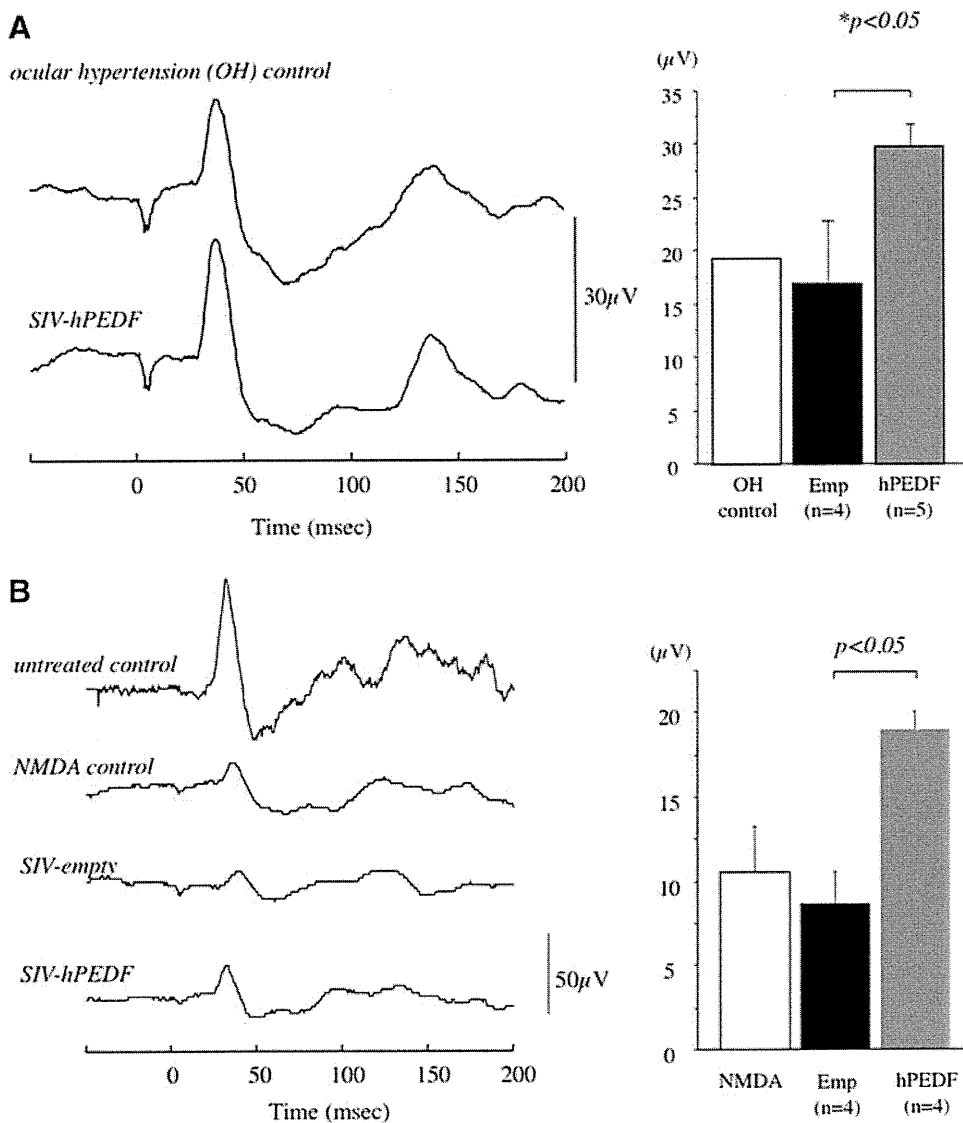 A
ocular hypertension (OH) control
SIV-hPEDF
30μV
0 50 100 150 200
Time (msec)
*p<0.05
(μV)
35
30
25
20
15
10
5
0
OH control
Emp (n=4)
hPEDF (n=5)
B
untreated control
NMDA control
SIV-empty
SIV-hPEDF
50μV
0 50 100 150 200
Time (msec)
p<0.05
(μV)
20
15
10
5
0
NMDA
Emp (n=4)
hPEDF (n=4)